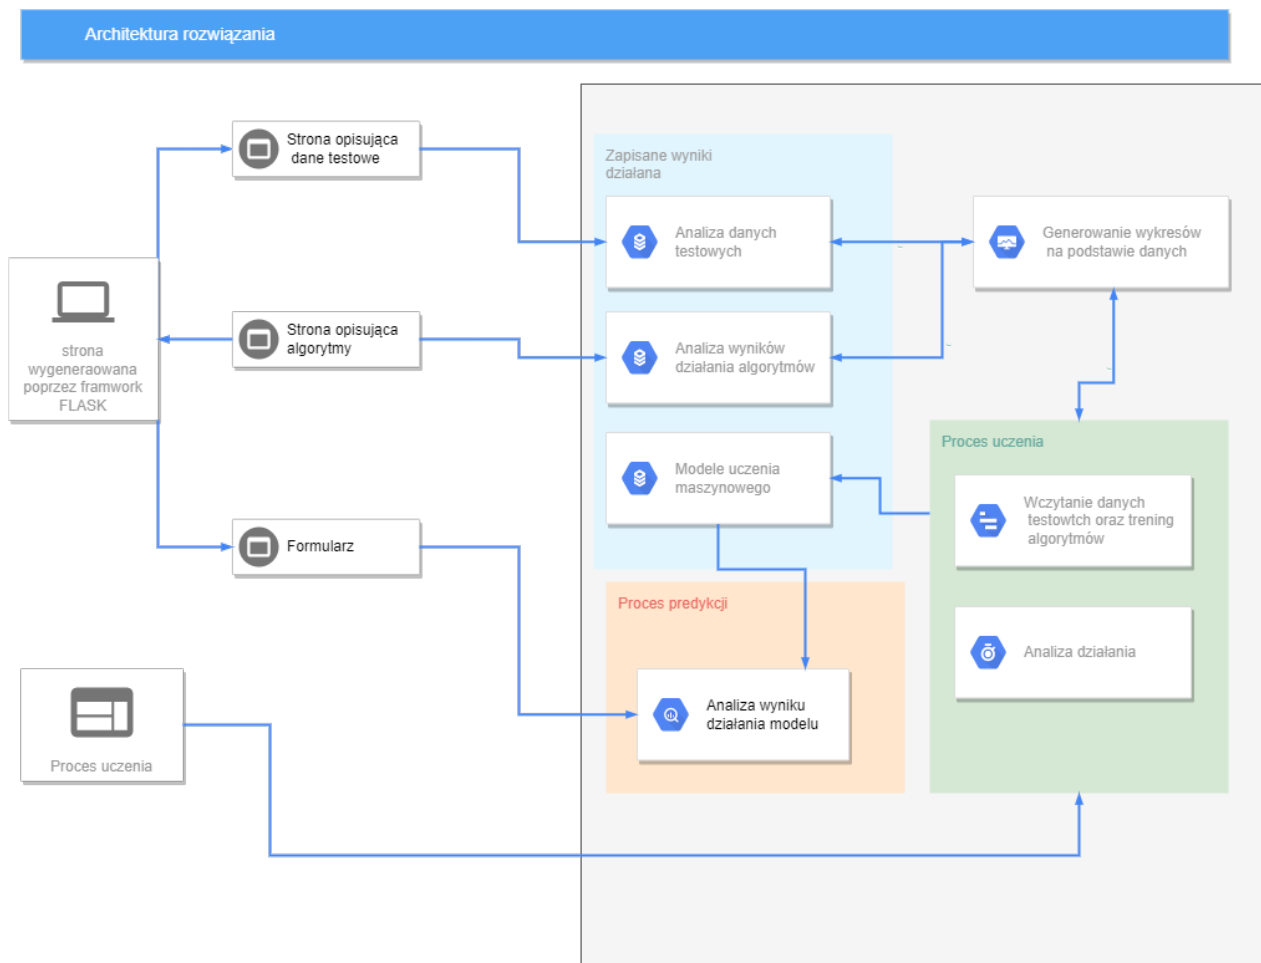 Architektura rozwiązania
Strona opisująca
dane testowe
Zapisane wyniki
działana
Analiza danych
testowych
Generowanie wykresów
na podstawie danych
strona
wygeneraowana
poprzez framwork
FLASK
Strona opisująca
algorytmy
Analiza wyników
działania algorytmów
Modele uczenia
maszynowego
Proces uczenia
Wczytanie danych
testowtch oraz trening
algorytmów
Formularz
Proces predykcji
Analiza działania
Analiza wyniku
działania modelu
Proces uczenia